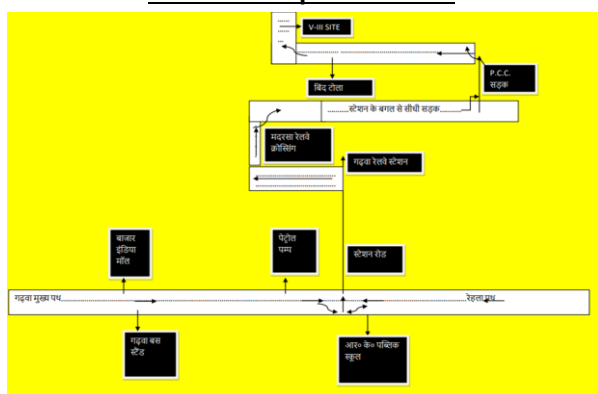 V-III SITE
बिंद टोला
P.C.C.
सड़क
स्टेशन के बगल से सीधी सड़क
मदरसा रेलवे
क्रोस्सिंग
गढ़वा रेलवे स्टेशन
बाजार
इंडिया
मॉल
पेट्रोल
पम्प
स्टेशन रोड
गढ़वा मुख्य पथ
रेहला पथ
गढ़वा बस
स्टैंड
आर० के० पब्लिक
स्कूल